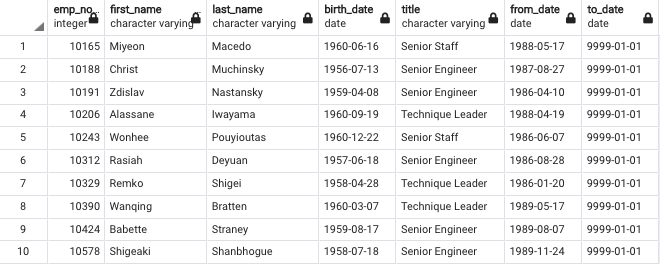 emp_no first_name last_name birth_date title from_date to_date
integer character varying character varying date character varying date date
1 10165 Miyeon Macedo 1960-06-16 Senior Staff 1988-05-17 9999-01-01
2 10188 Christ Muchinsky 1956-07-13 Senior Engineer 1987-08-27 9999-01-01
3 10191 Zdislav Nastansky 1959-04-08 Senior Engineer 1986-04-10 9999-01-01
4 10206 Alassane Iwayama 1960-09-19 Technique Leader 1988-04-19 9999-01-01
5 10243 Wonhee Pouyioutas 1960-12-22 Senior Staff 1986-06-07 9999-01-01
6 10312 Rasiah Deyuan 1957-06-18 Senior Engineer 1986-08-28 9999-01-01
7 10329 Remko Shigei 1958-04-28 Technique Leader 1986-01-20 9999-01-01
8 10390 Wanqing Bratten 1960-03-07 Technique Leader 1989-05-17 9999-01-01
9 10424 Babette Straney 1959-08-17 Senior Engineer 1989-08-07 9999-01-01
10 10578 Shigeaki Shanbhogue 1958-07-18 Senior Engineer 1989-11-24 9999-01-01